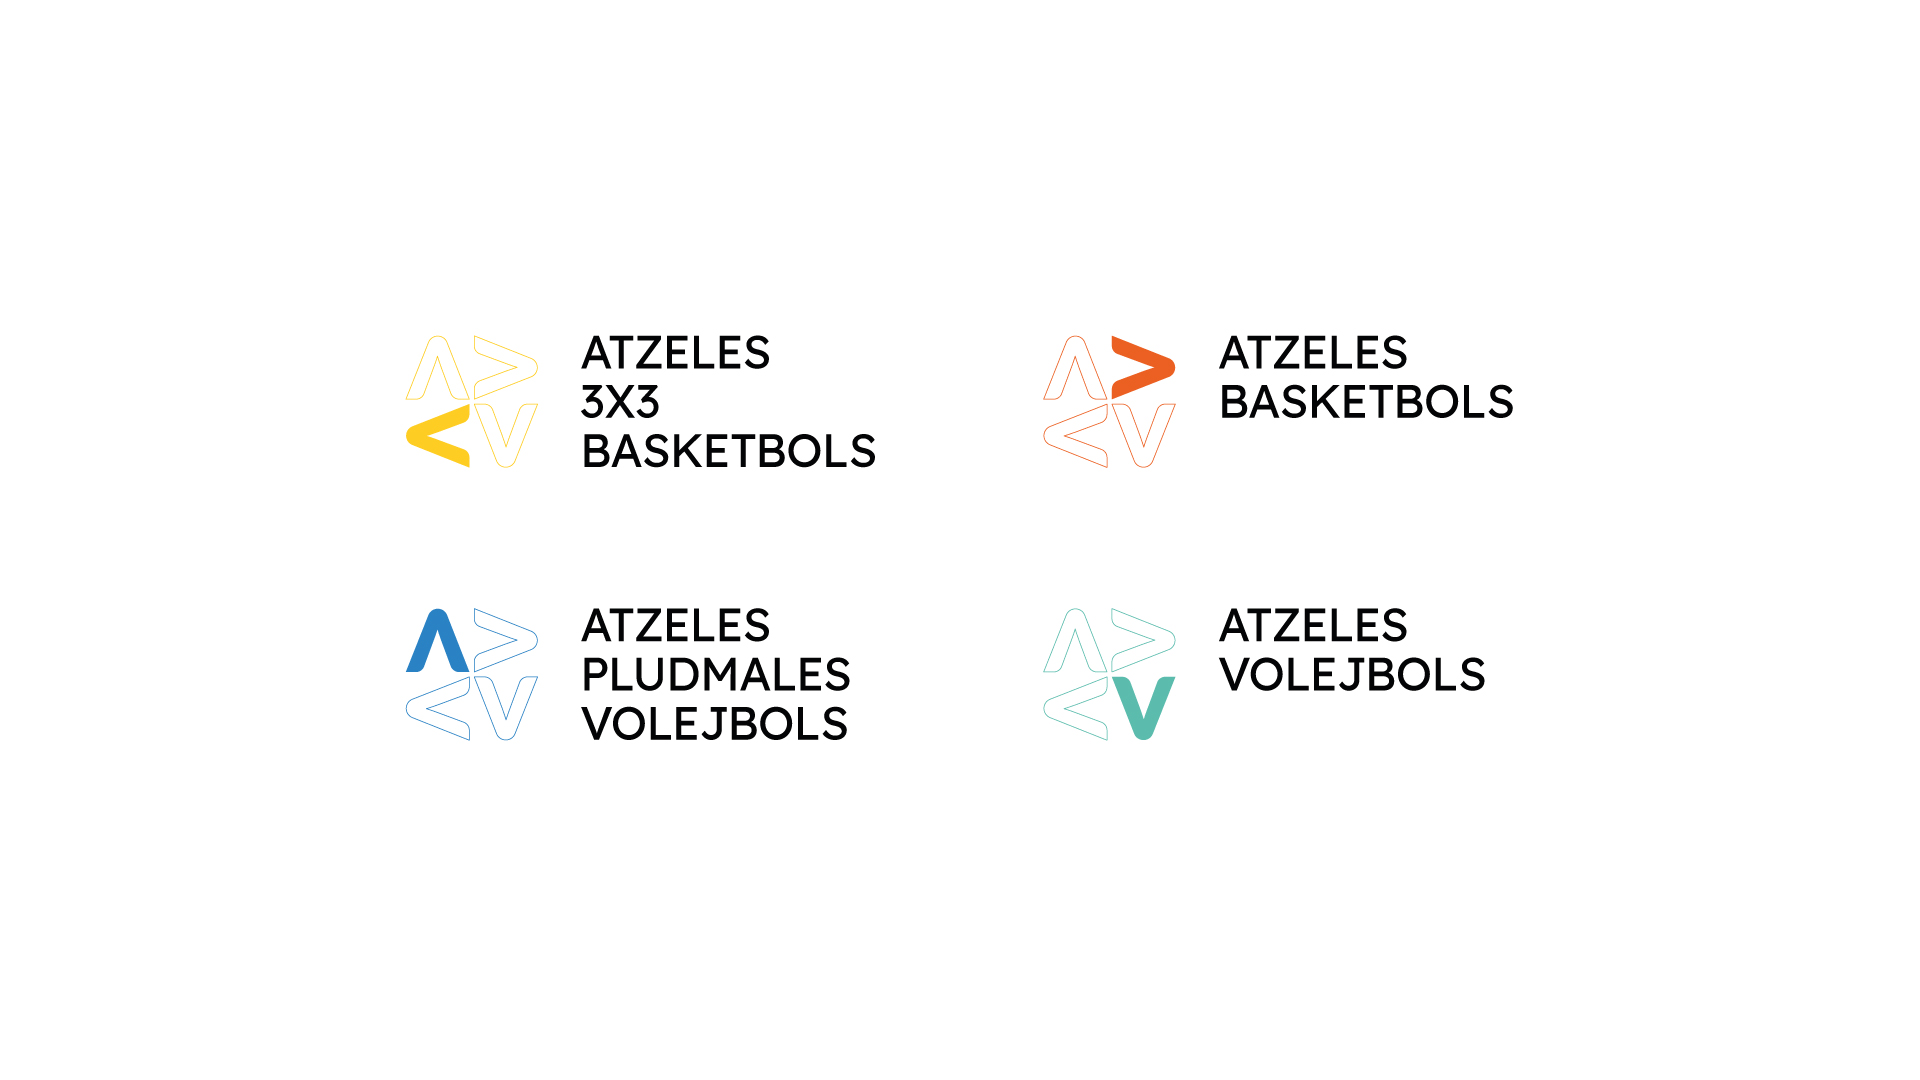 ATZELES
3X3
BASKETBOLS
ATZELES
BASKETBOLS
ATZELES
PLUDMALES
VOLEJBOLS
ATZELES
VOLEJBOLS